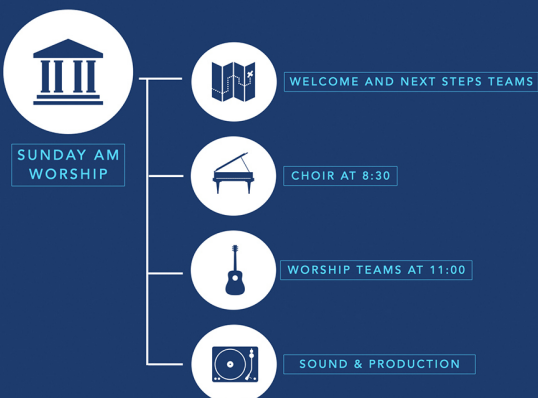 SUNDAY AM
WORSHIP
WELCOME AND NEXT STEPS TEAMS
CHOIR AT 8:30
WORSHIP TEAMS AT 11:00
SOUND & PRODUCTION